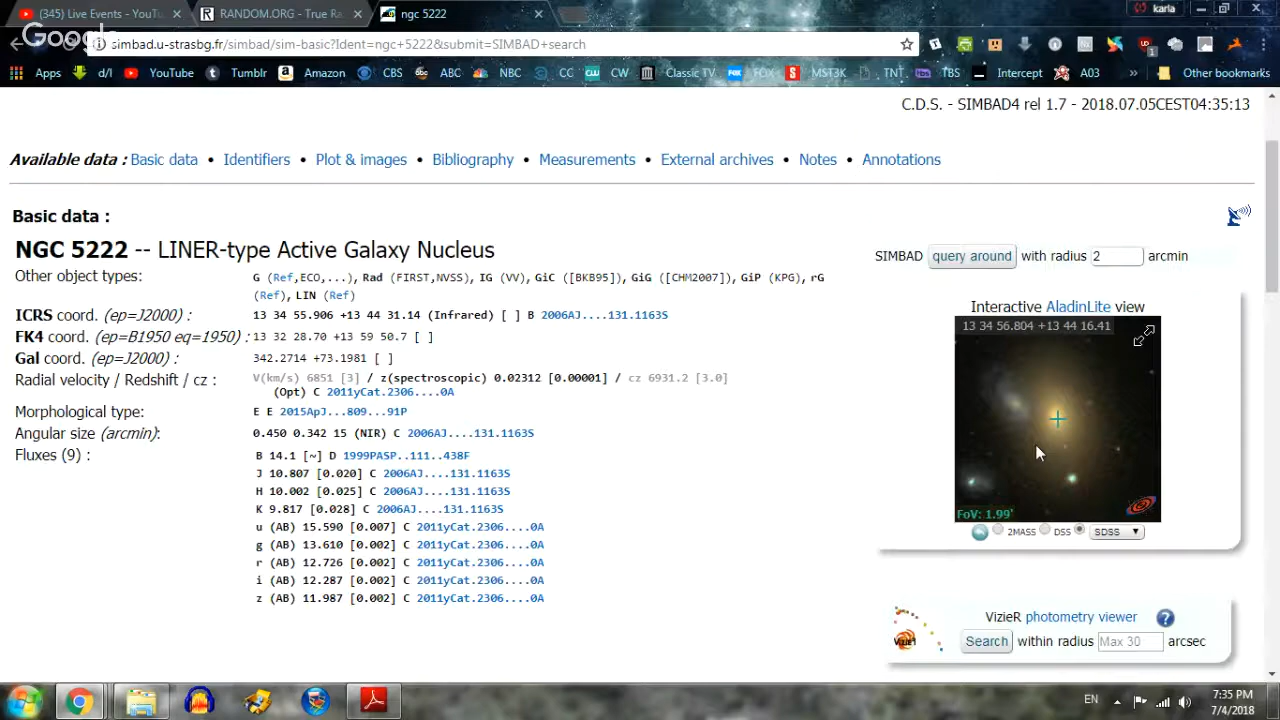 (345) Live Events - YouTu
RANDOM.ORG - True Ra
ngc 5222
karla
Google
simbad.u-strasbg.fr/simbad/sim-basic?Ident=ngc+5222&submit=SIMBAD+search
Apps d/l YouTube Tumblr Amazon CBS ABC NBC CC CW Classic TV FOX MST3K TNT TBS Intercept A03 » Other bookmarks
C.D.S. - SIMBAD4 rel 1.7 - 2018.07.05CEST04:35:13
Available data : Basic data • Identifiers • Plot & images • Bibliography • Measurements • External archives • Notes • Annotations
Basic data :
NGC 5222 -- LINER-type Active Galaxy Nucleus
SIMBAD query around with radius 2 arcmin
Other object types: G (Ref,ECO,...), Rad (FIRST,NVSS), IG (VV), GiC ([BKB95]), GiG ([CHM2007]), GiP (KPG), rG
(Ref), LIN (Ref)
ICRS coord. (ep=J2000) : 13 34 55.906 +13 44 31.14 (Infrared) [ ] B 2006AJ....131.1163S
FK4 coord. (ep=B1950 eq=1950) : 13 32 28.70 +13 59 50.7 [ ]
Gal coord. (ep=J2000) : 342.2714 +73.1981 [ ]
Radial velocity / Redshift / cz : V(km/s) 6851 [3] / z(spectroscopic) 0.02312 [0.00001] / cz 6931.2 [3.0]
(Opt) C 2011yCat.2306....0A
Morphological type: E E 2015ApJ...809...91P
Angular size (arcmin): 0.450 0.342 15 (NIR) C 2006AJ....131.1163S
Fluxes (9) : B 14.1 [~] D 1999PASP..111..438F
J 10.807 [0.020] C 2006AJ....131.1163S
H 10.002 [0.025] C 2006AJ....131.1163S
K 9.817 [0.028] C 2006AJ....131.1163S
u (AB) 15.590 [0.007] C 2011yCat.2306....0A
g (AB) 13.610 [0.002] C 2011yCat.2306....0A
r (AB) 12.726 [0.002] C 2011yCat.2306....0A
i (AB) 12.287 [0.002] C 2011yCat.2306....0A
z (AB) 11.987 [0.002] C 2011yCat.2306....0A
Interactive AladinLite view
13 34 56.804 +13 44 16.41
FoV: 1.99'
2MASS DSS SDSS
VizieR photometry viewer ?
Search within radius Max 30 arcsec
EN
7:35 PM
7/4/2018